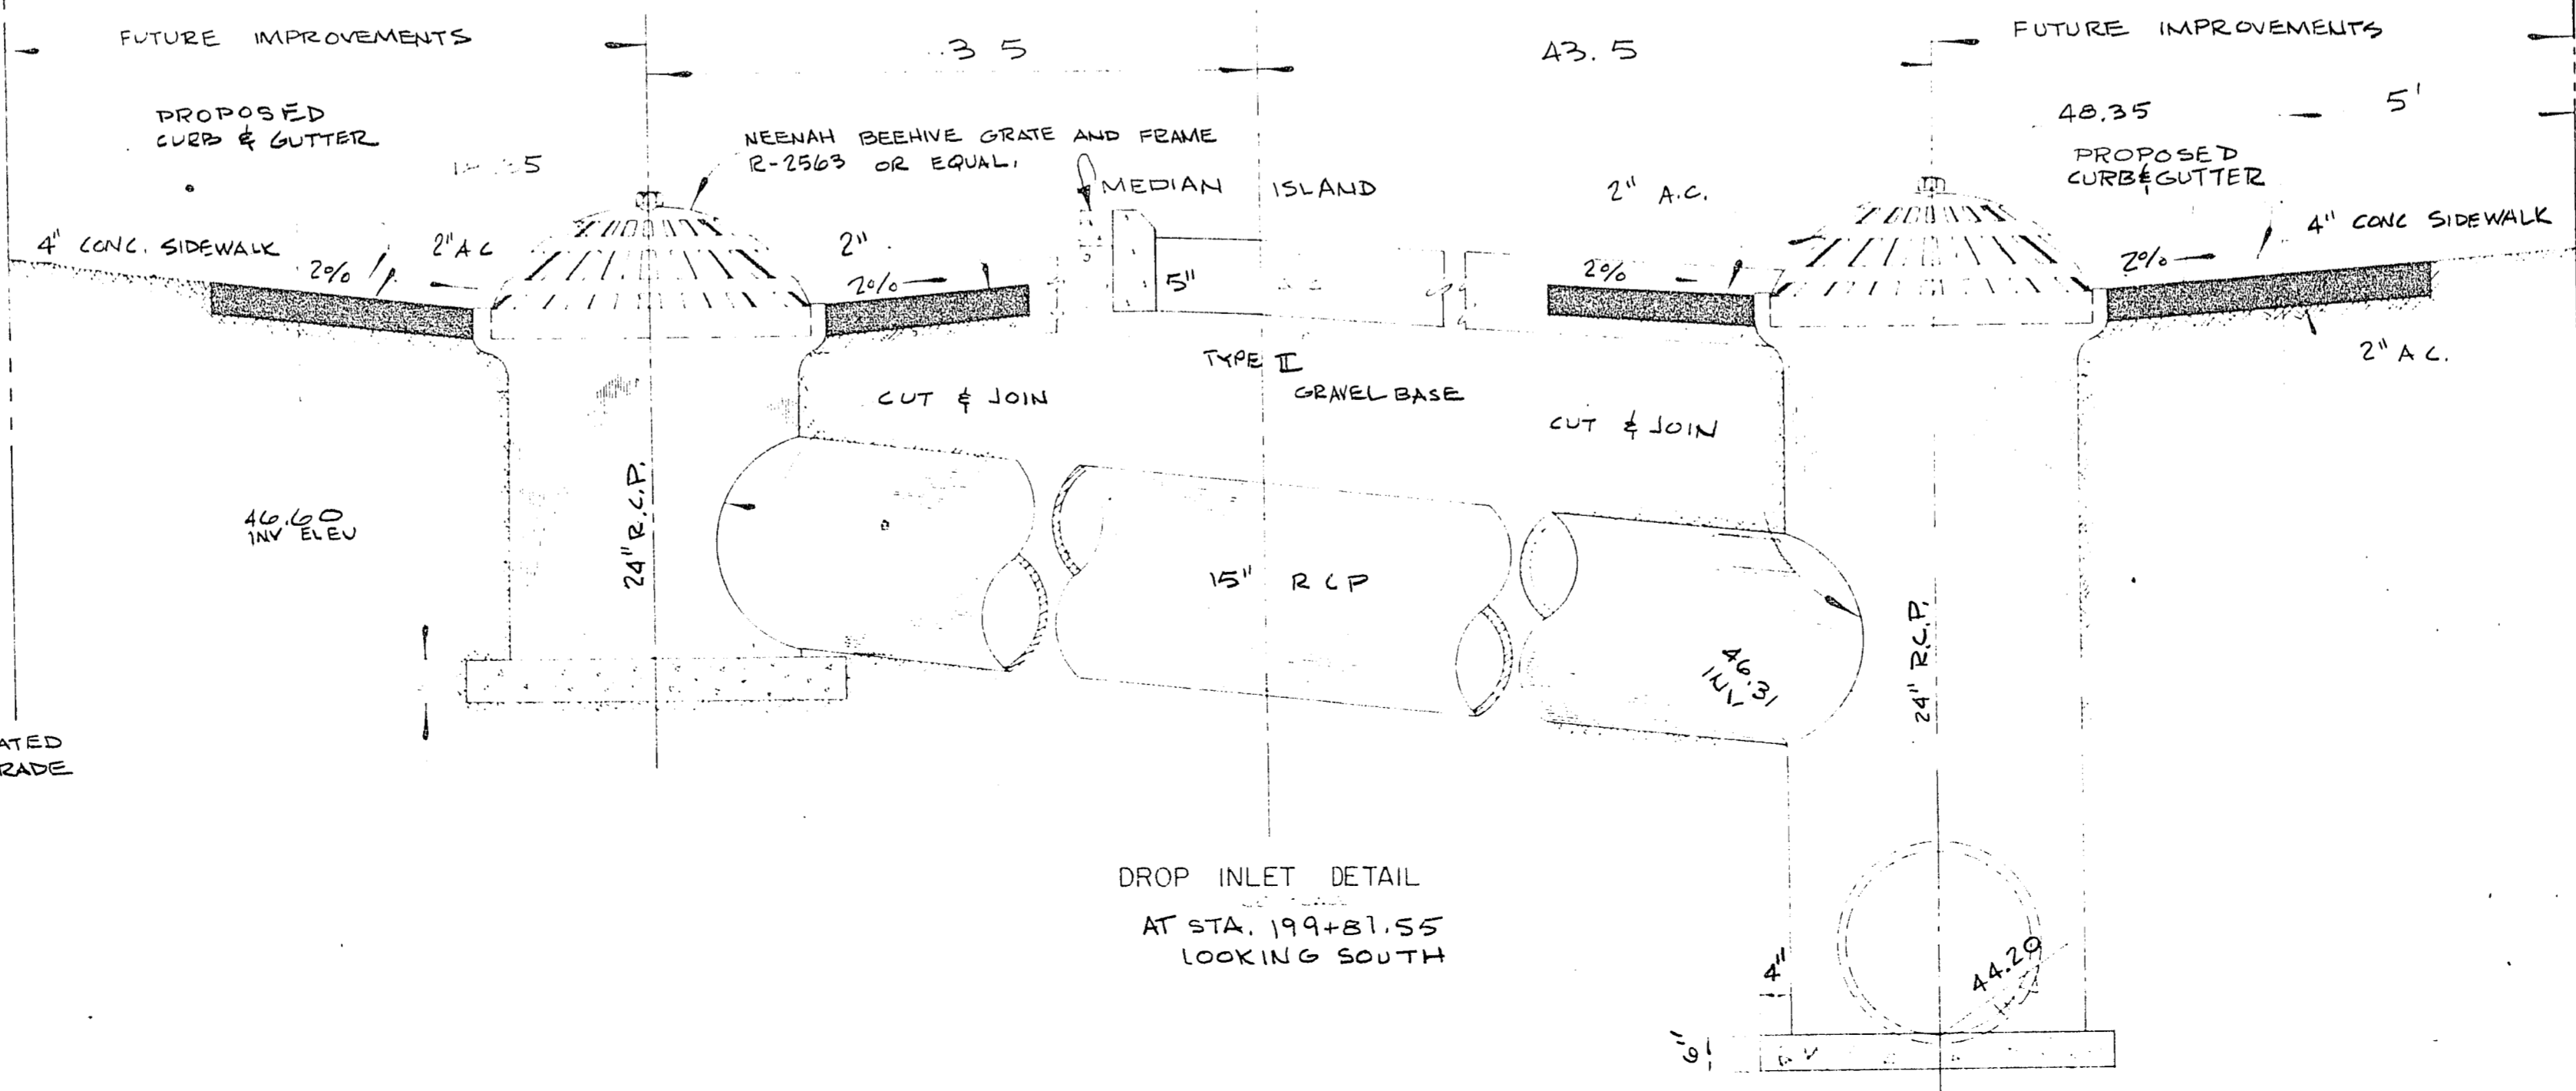 FUTURE IMPROVEMENTS
3 5
43.5
FUTURE IMPROVEMENTS
PROPOSED
CURB & GUTTER
NEENAH BEEHIVE GRATE AND FRAME
R-2563 OR EQUAL.
48.35
5'
PROPOSED
CURB & GUTTER
MEDIAN ISLAND
2" A.C.
4" CONC. SIDEWALK
2%
2" A C
2"
2%
5"
2%
2%
4" CONC SIDEWALK
2" A C.
TYPE II
GRAVEL BASE
CUT & JOIN
CUT & JOIN
46.60
INV ELEV
24" R.C.P.
15" R C P
46.31
INV
24" R.C.P.
ATED
RADE
DROP INLET DETAIL
AT STA. 199+81.55
LOOKING SOUTH
4"
44.20
6"